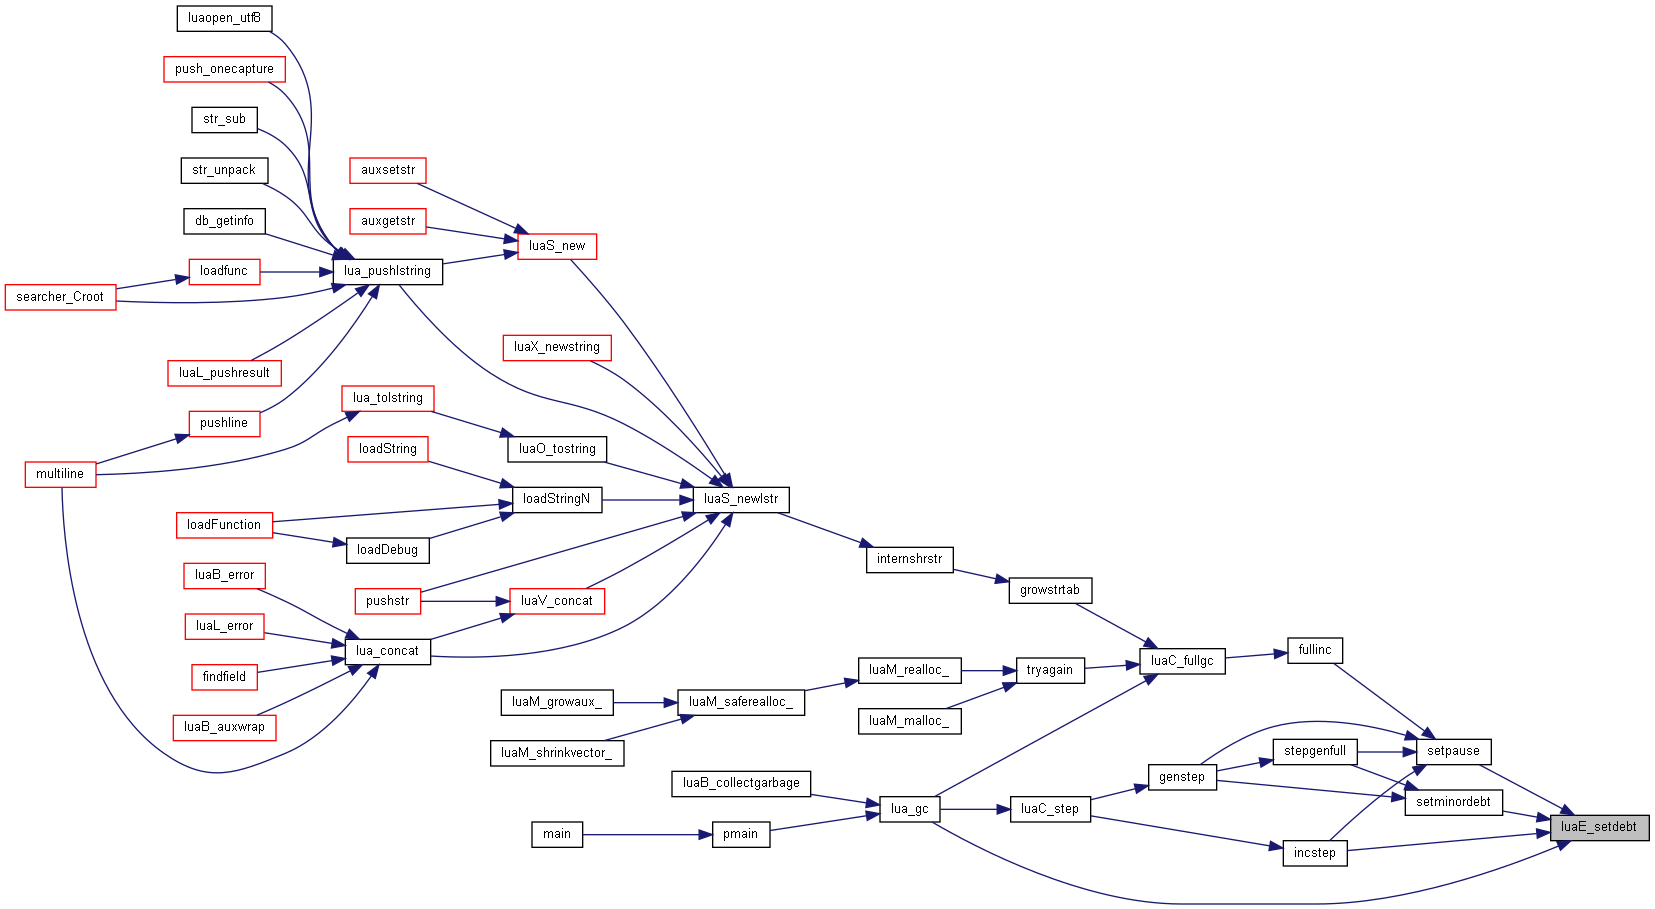 luaopen_utf8
push_onecapture
str_sub
str_unpack
auxsetstr
auxgetstr
db_getinfo
luaS_new
loadfunc
lua_pushlstring
searcher_Croot
luaX_newstring
luaL_pushresult
lua_tolstring
pushline
loadString
luaO_tostring
multiline
loadStringN
luaS_newlstr
loadFunction
loadDebug
internshrstr
luaB_error
growstrtab
pushstr
luaV_concat
luaL_error
lua_concat
fullinc
luaC_fullgc
findfield
luaM_realloc_
tryagain
luaM_growaux_
luaM_saferealloc_
luaB_auxwrap
luaM_malloc_
luaM_shrinkvector_
stepgenfull
setpause
luaB_collectgarbage
genstep
setminordebt
lua_gc
luaC_step
main
pmain
luaE_setdebt
incstep